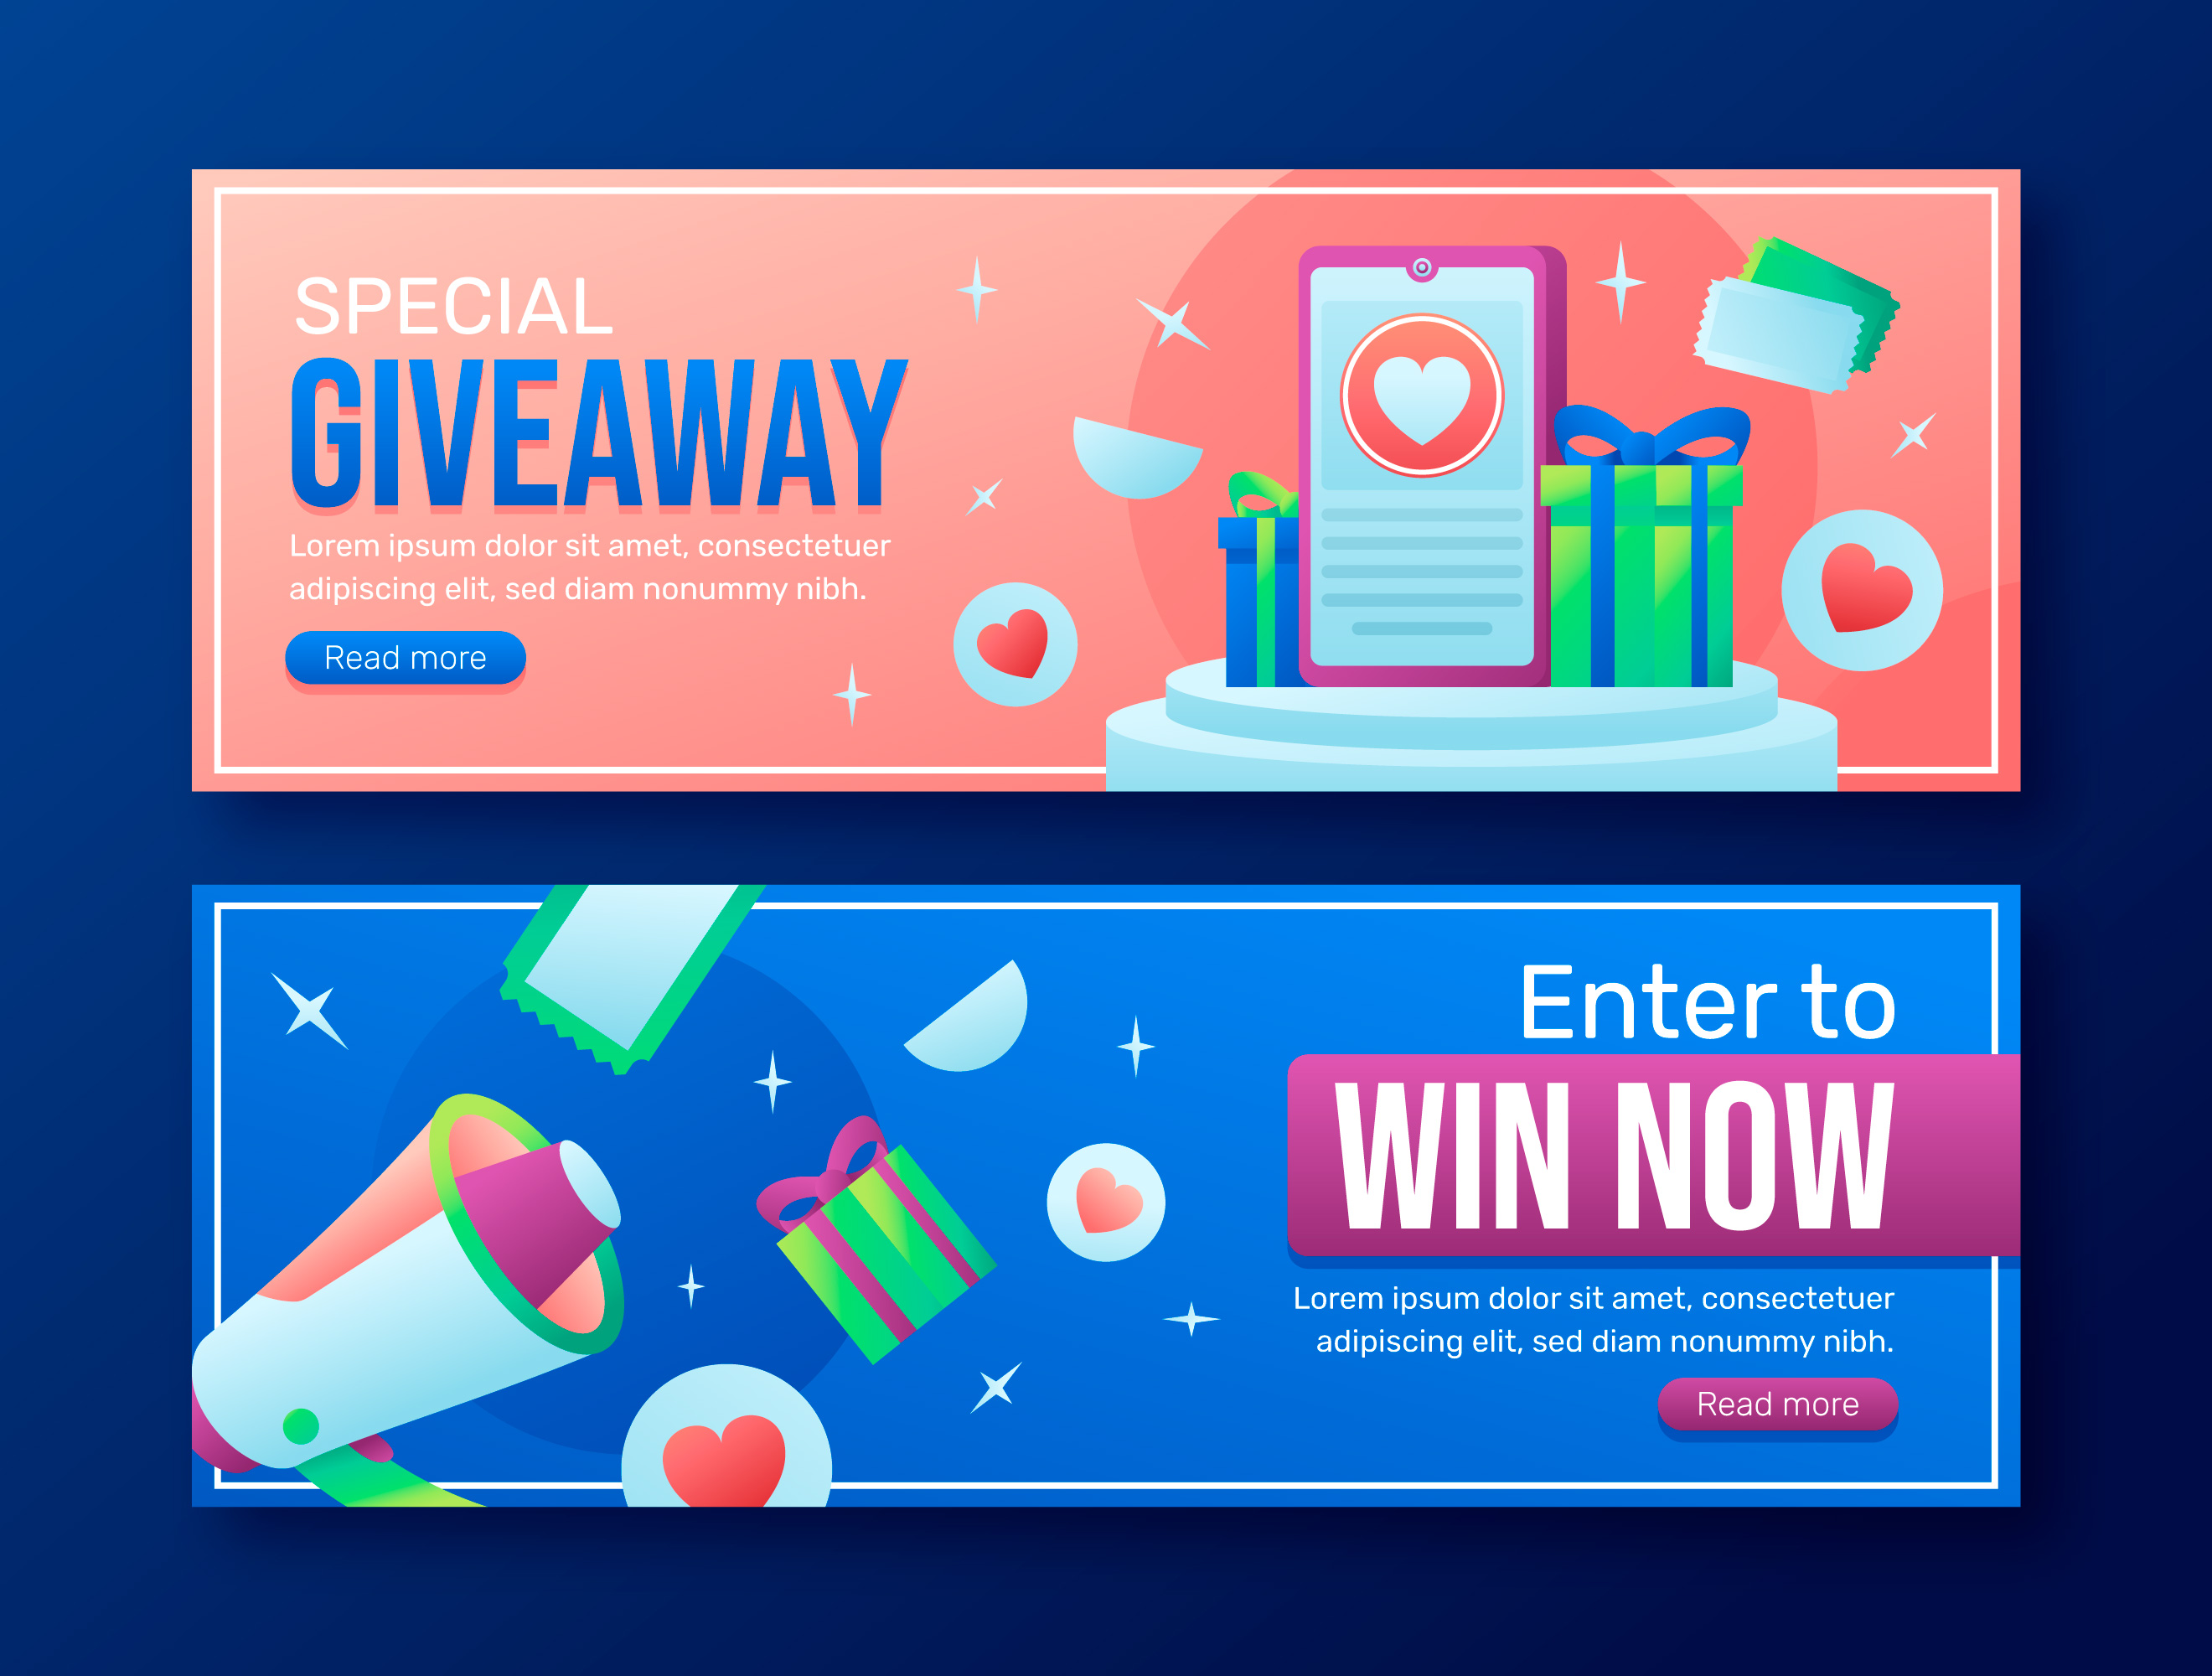 SPECIAL
GIVEAWAY
Lorem ipsum dolor sit amet, consectetuer
adipiscing elit, sed diam nonummy nibh.
Read more
Enter to
WIN NOW
Lorem ipsum dolor sit amet, consectetuer
adipiscing elit, sed diam nonummy nibh.
Read more